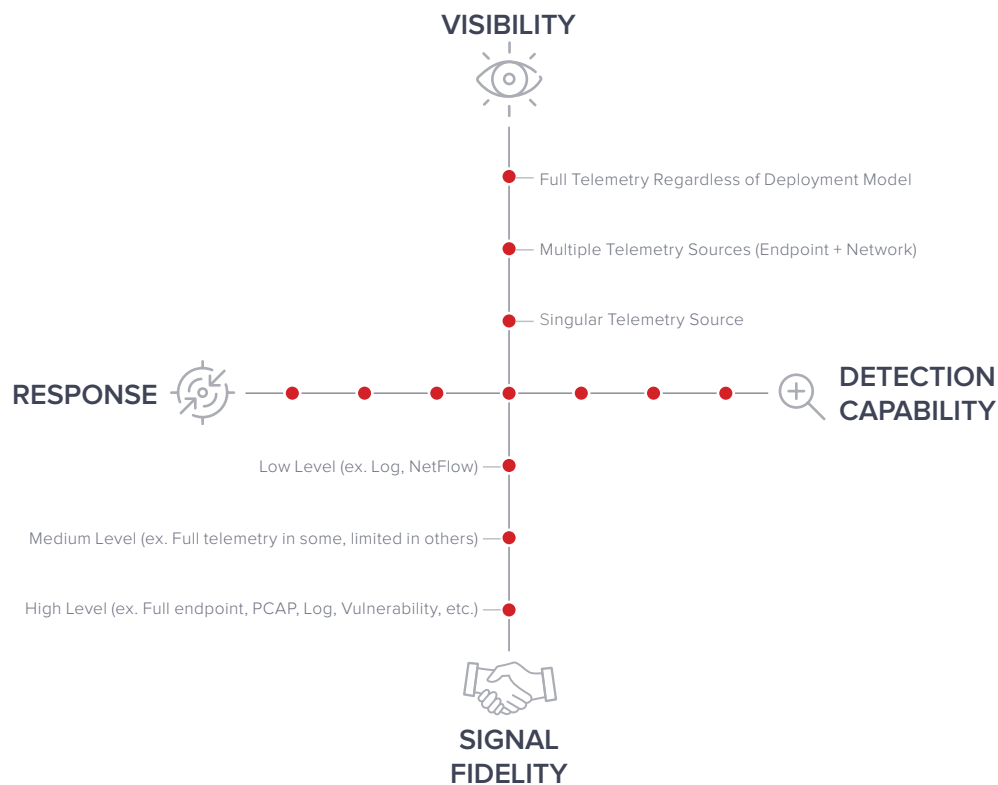 VISIBILITY
Full Telemetry Regardless of Deployment Model
Multiple Telemetry Sources (Endpoint + Network)
Singular Telemetry Source
RESPONSE
DETECTION
CAPABILITY
Low Level (ex. Log, NetFlow)
Medium Level (ex. Full telemetry in some, limited in others)
High Level (ex. Full endpoint, PCAP, Log, Vulnerability, etc.)
SIGNAL
FIDELITY